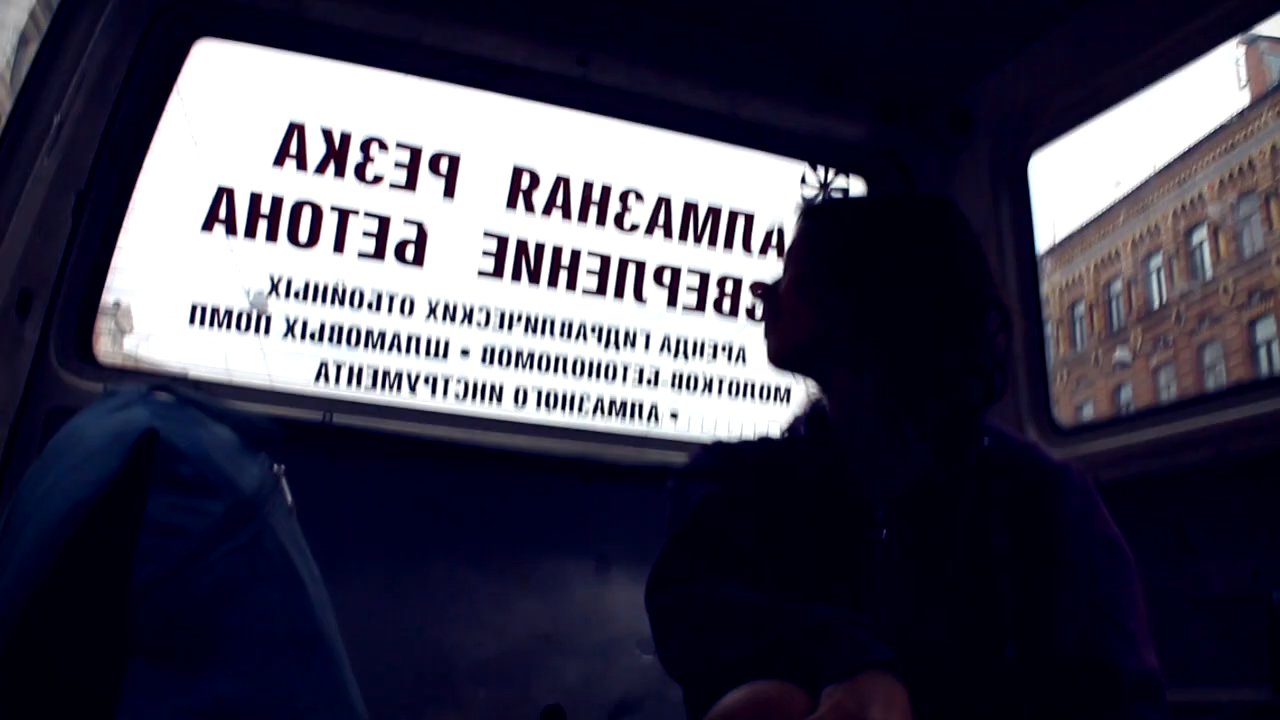 АЛМАЗНАЯ РЕЗКА
СВЕРЛЕНИЕ БЕТОНА
АРЕНДА ГИДРАВЛИЧЕСКИХ ОТБОЙНЫХ
МОЛОТКОВ-БЕТОНОЛОМОВ • ШЛАМОВЫХ ПОМП
• АЛМАЗНОГО ИНСТРУМЕНТА